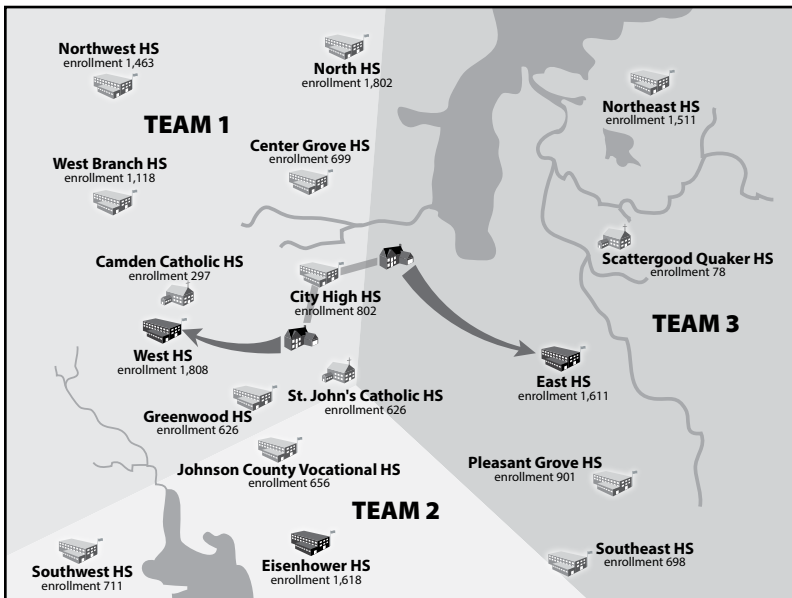 Northwest HS
enrollment 1,463
North HS
enrollment 1,802
Northeast HS
enrollment 1,511
TEAM 1
Center Grove HS
enrollment 699
West Branch HS
enrollment 1,118
Camden Catholic HS
enrollment 297
City High HS
enrollment 802
Scattergood Quaker HS
enrollment 78
TEAM 3
West HS
enrollment 1,808
East HS
enrollment 1,611
St. John's Catholic HS
enrollment 626
Greenwood HS
enrollment 626
Johnson County Vocational HS
enrollment 656
Pleasant Grove HS
enrollment 901
TEAM 2
Southwest HS
enrollment 711
Eisenhower HS
enrollment 1,618
Southeast HS
enrollment 698